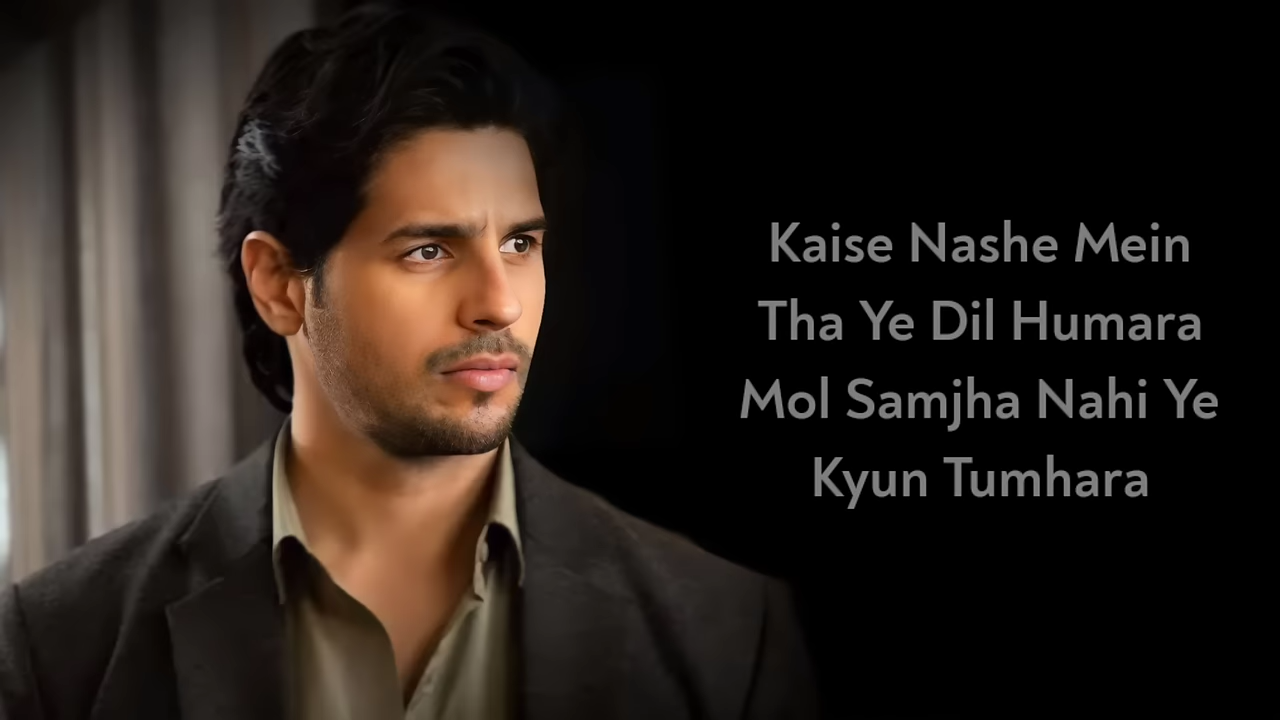 Kaise Nashe Mein
Tha Ye Dil Humara
Mol Samjha Nahi Ye
Kyun Tumhara